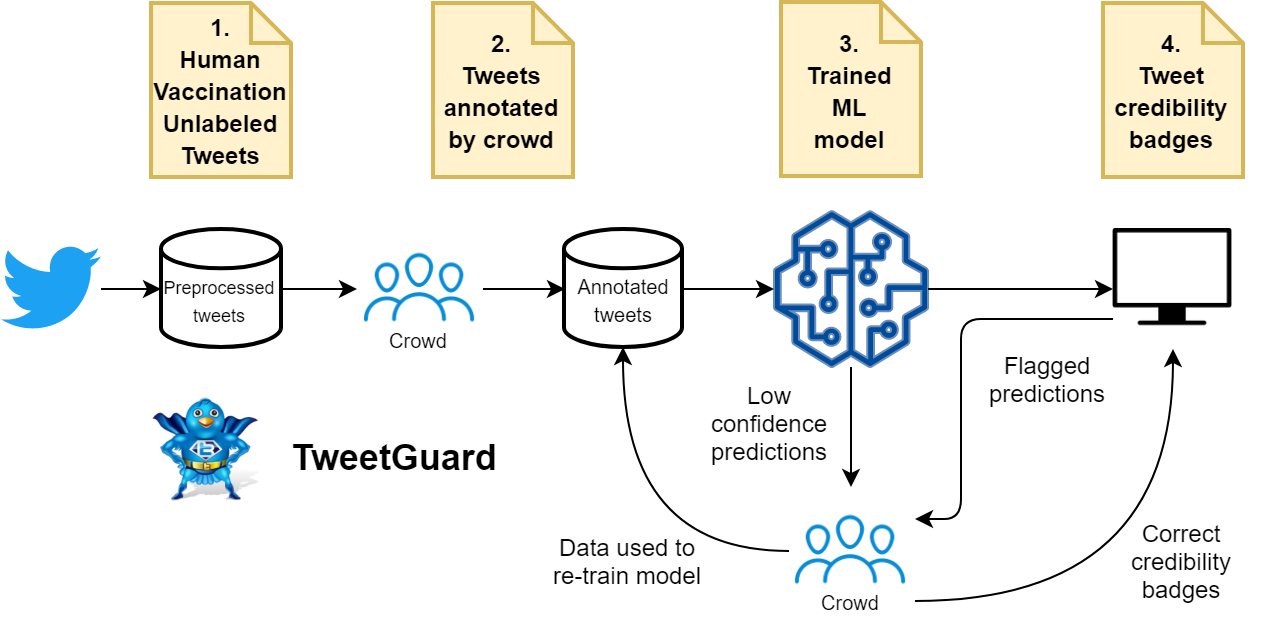 1.
Human
Vaccination
Unlabeled
Tweets
2.
Tweets
annotated
by crowd
3.
Trained
ML
model
4.
Tweet
credibility
badges
Preprocessed
tweets
Crowd
Annotated
tweets
Flagged
predictions
Low
confidence
predictions
TweetGuard
Data used to
re-train model
Crowd
Correct
credibility
badges